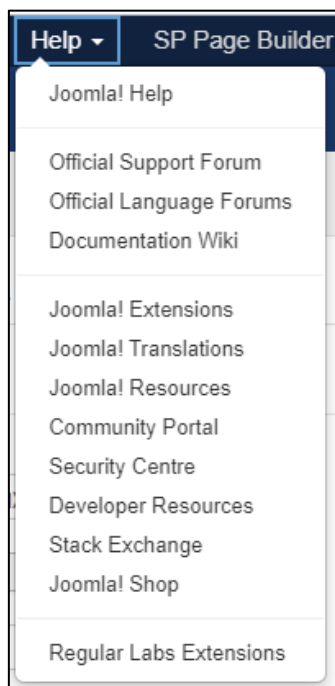 Help SP Page Builder
Joomla! Help
Official Support Forum
Official Language Forums
Documentation Wiki
Joomla! Extensions
Joomla! Translations
Joomla! Resources
Community Portal
Security Centre
Developer Resources
Stack Exchange
Joomla! Shop
Regular Labs Extensions